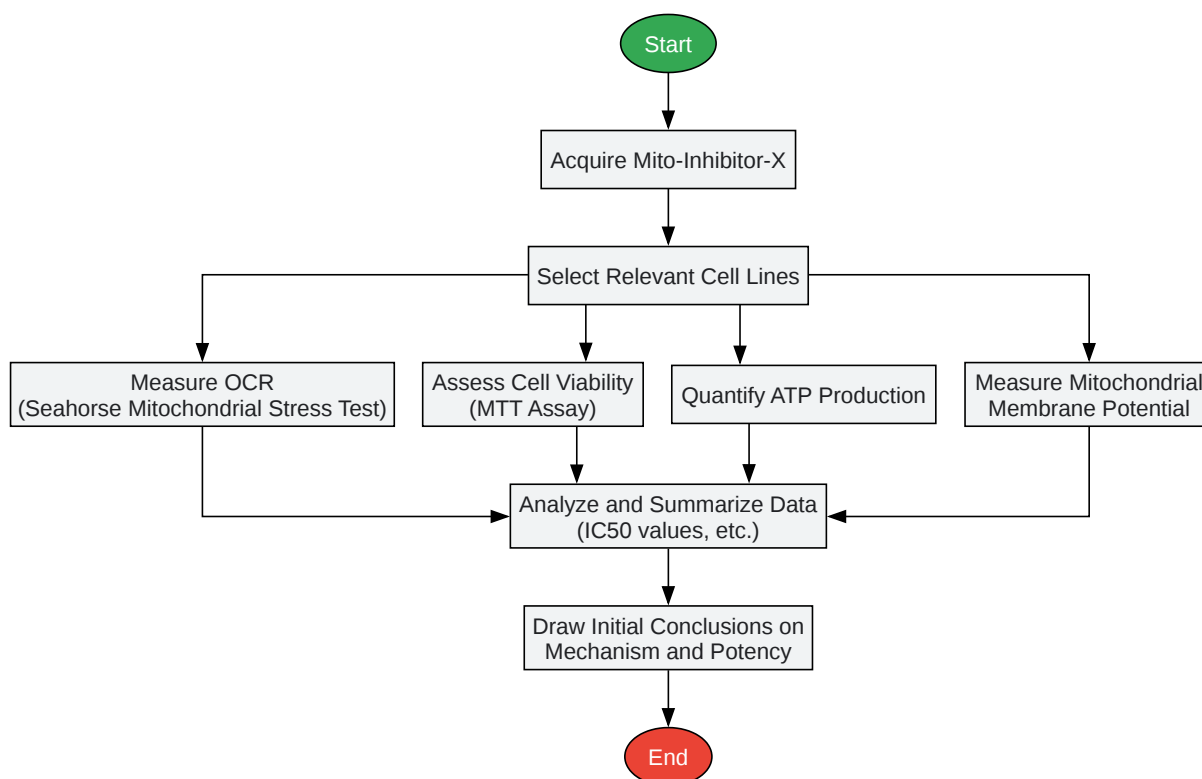 Start
Acquire Mito-Inhibitor-X
Select Relevant Cell Lines
Measure OCR
(Seahorse Mitochondrial Stress Test)
Assess Cell Viability
(MTT Assay)
Quantify ATP Production
Measure Mitochondrial
Membrane Potential
Analyze and Summarize Data
(IC50 values, etc.)
Draw Initial Conclusions on
Mechanism and Potency
End